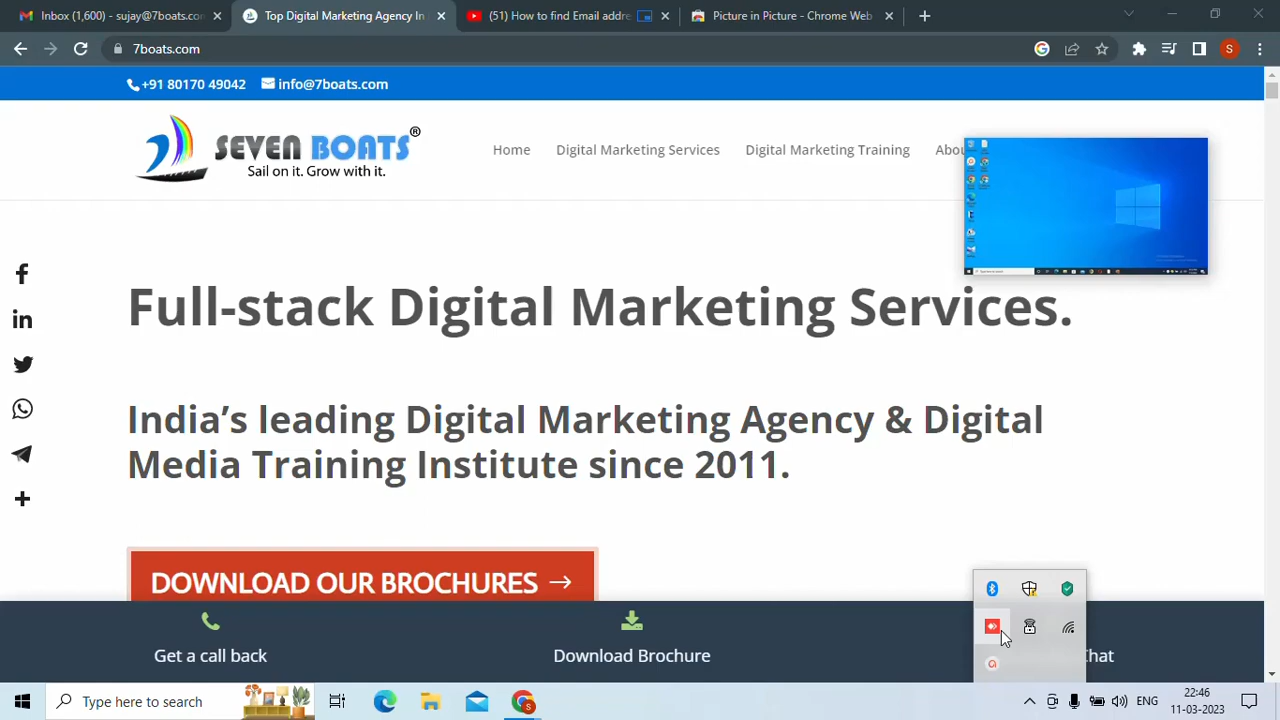 Inbox (1,600) - sujay@7boats.com
Top Digital Marketing Agency In
(51) How to find Email addre
Picture in Picture - Chrome Web
7boats.com
S
+91 80170 49042
info@7boats.com
SEVEN BOATS®
Sail on it. Grow with it.
Home
Digital Marketing Services
Digital Marketing Training
Abou
Full-stack Digital Marketing Services.
India’s leading Digital Marketing Agency & Digital
Media Training Institute since 2011.
DOWNLOAD OUR BROCHURES →
Get a call back
Download Brochure
Chat
Type here to search
S
ENG
22:46
11-03-2023